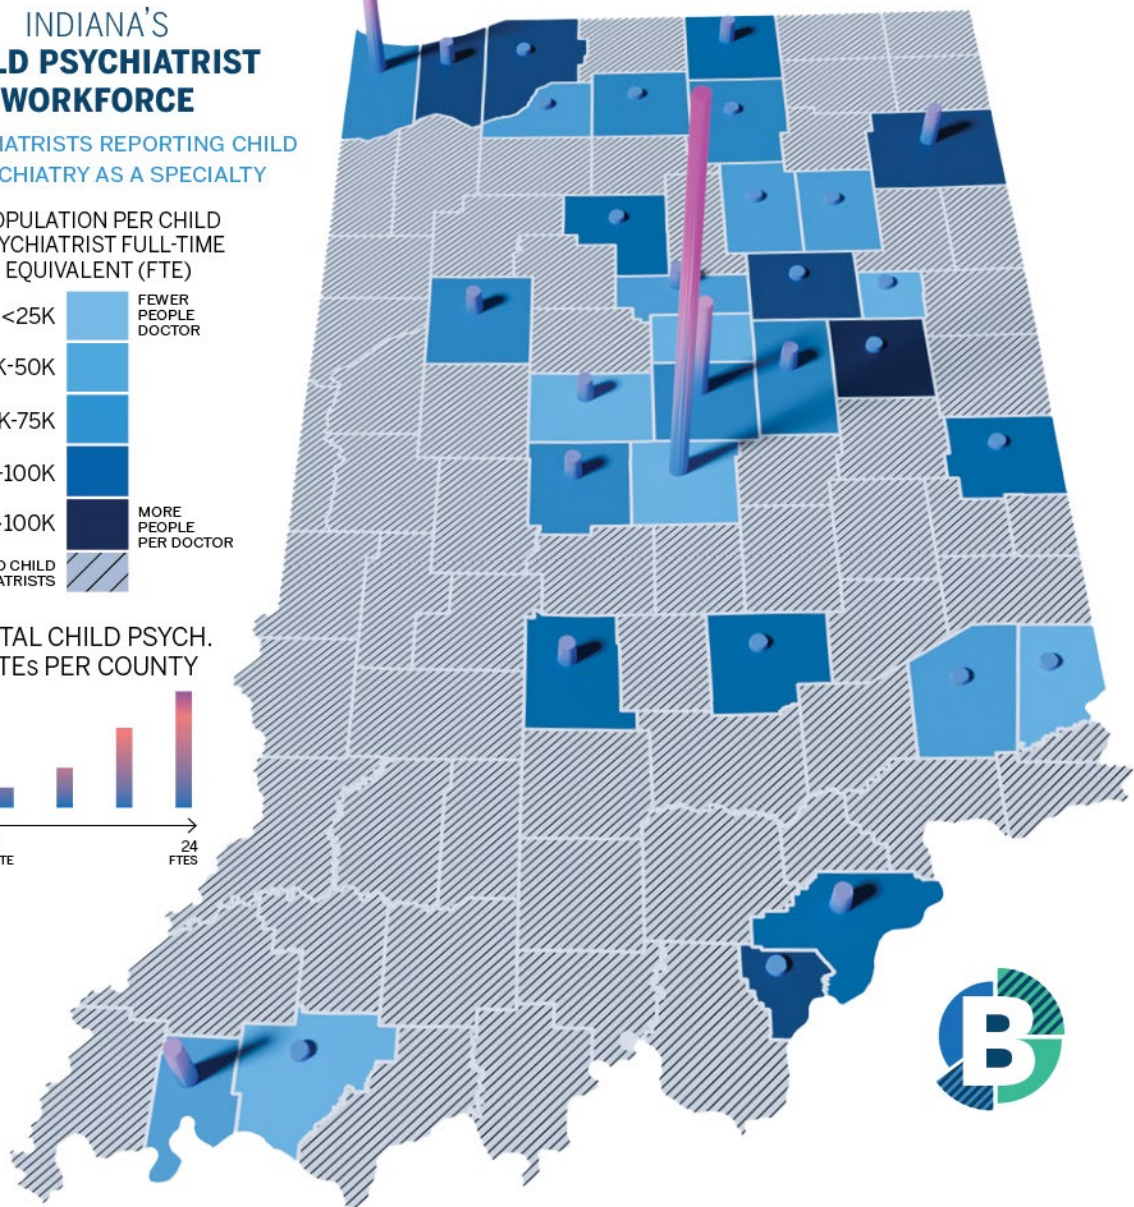 INDIANA'S
LD PSYCHIATRIST
WORKFORCE
IATRISTS REPORTING CHILD
CHIATRY AS A SPECIALTY
OPULATION PER CHILD
YCHIATRIST FULL-TIME
EQUIVALENT (FTE)
<25K
FEWER
PEOPLE
DOCTOR
K-50K
K-75K
-100K
100K
MORE
PEOPLE
PER DOCTOR
O CHILD
ATRISTS
TAL CHILD PSYCH.
TEs PER COUNTY
TE
24
FTES
B